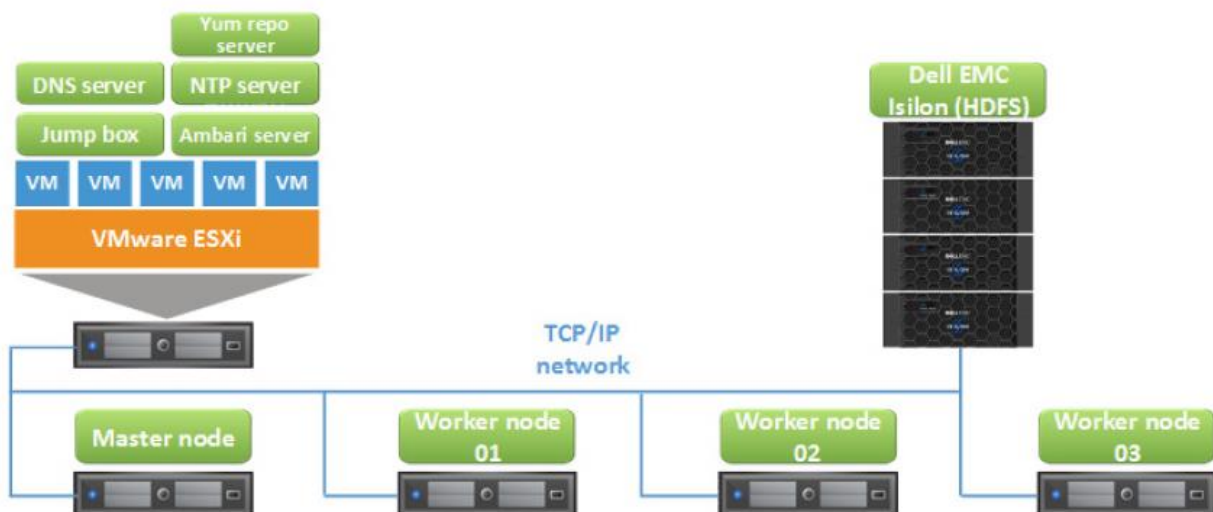 Yum repo
server
DNS server
NTP server
Jump box
Ambari server
VM
VM
VM
VM
VM
VMware ESXi
Dell EMC
Isilon (HDFS)
TCP/IP
network
Master node
Worker node
01
Worker node
02
Worker node
03